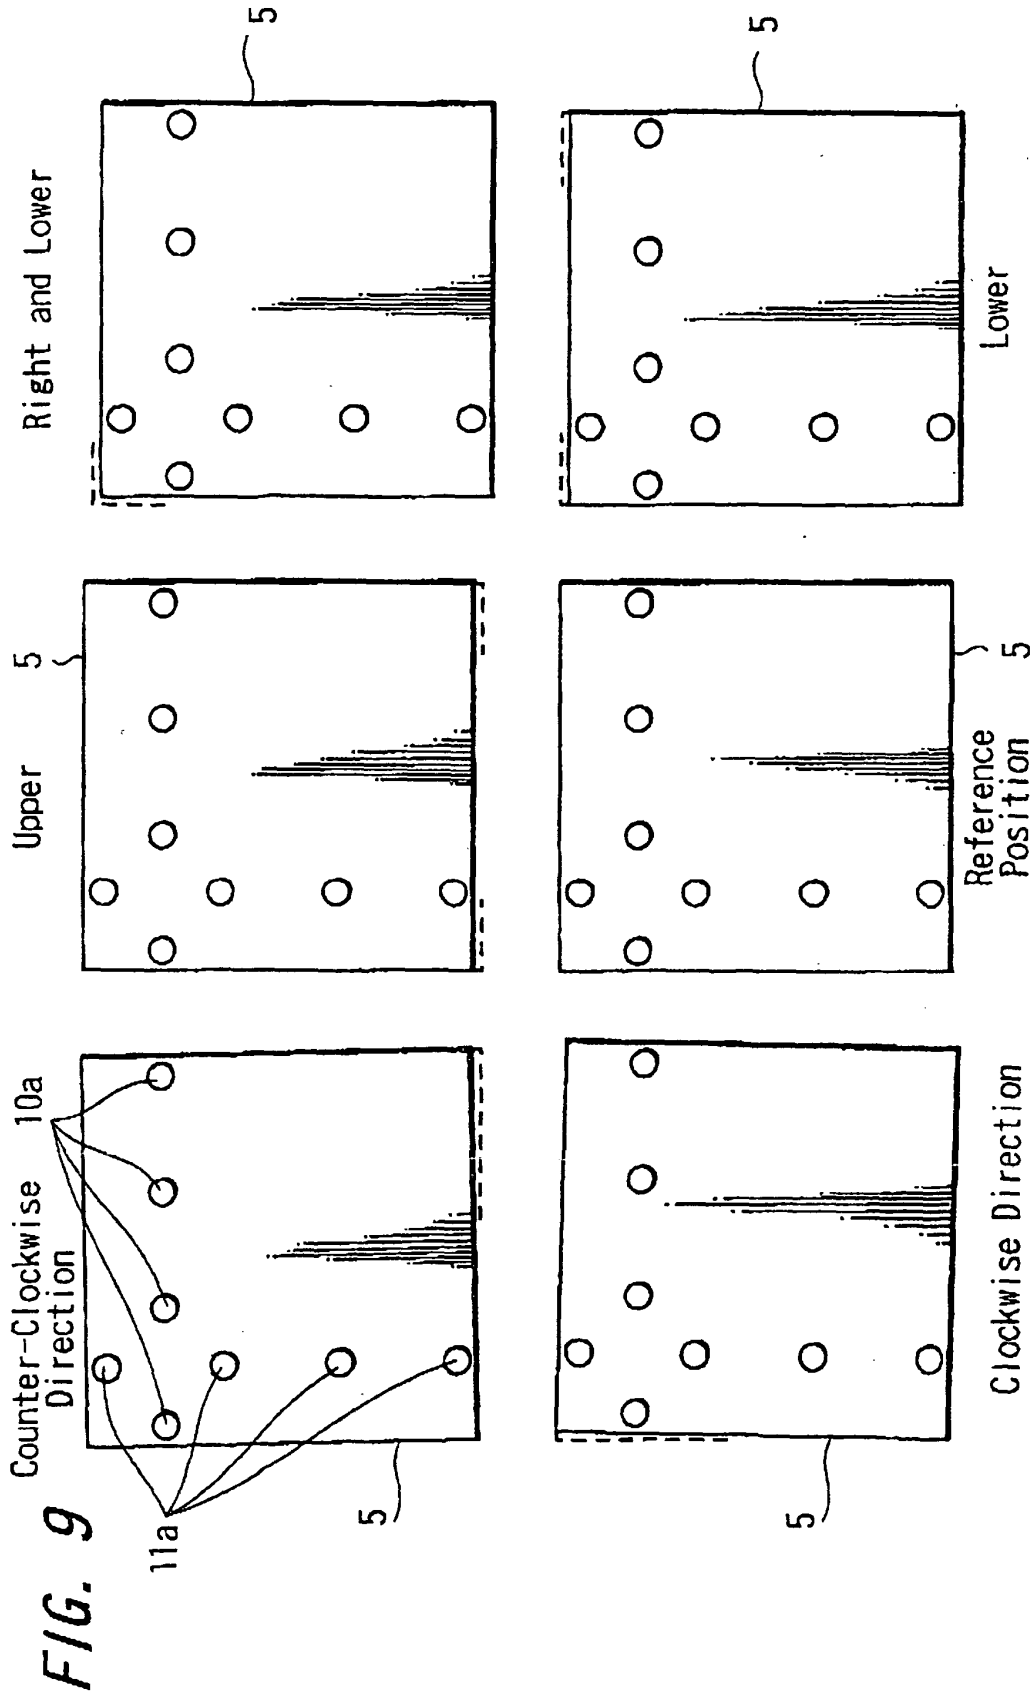 FIG. 9
Counter-Clockwise
Direction
10a
11a
5
Upper
5
Right and Lower
5
5
Clockwise Direction
Reference
Position
5
Lower
5